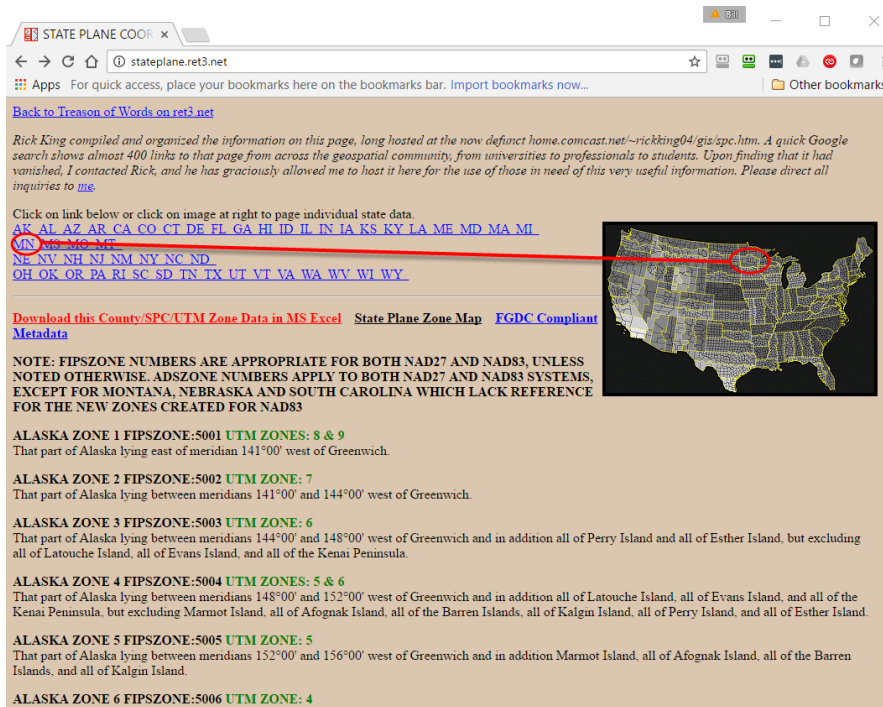 Bill
STATE PLANE COOR
stateplane.ret3.net
Apps For quick access, place your bookmarks here on the bookmarks bar. Import bookmarks now...
Other bookmarks
Back to Treason of Words on ret3.net
Rick King compiled and organized the information on this page, long hosted at the now defunct home.comcast.net/~rickking04/gis/spc.htm. A quick Google
search shows almost 400 links to that page from across the geospatial community, from universities to professionals to students. Upon finding that it had
vanished, I contacted Rick, and he has graciously allowed me to host it here for the use of those in need of this very useful information. Please direct all
inquiries to me.
Click on link below or click on image at right to page individual state data.
AK AL AZ AR CA CO CT DE FL GA HI ID IL IN IA KS KY LA ME MD MA MI
MN MS MO MT
NE NV NH NJ NM NY NC ND
OH OK OR PA RI SC SD TN TX UT VT VA WA WV WI WY
Download this County/SPC/UTM Zone Data in MS Excel State Plane Zone Map FGDC Compliant
Metadata
NOTE: FIPSZONE NUMBERS ARE APPROPRIATE FOR BOTH NAD27 AND NAD83, UNLESS
NOTED OTHERWISE. ADSZONE NUMBERS APPLY TO BOTH NAD27 AND NAD83 SYSTEMS,
EXCEPT FOR MONTANA, NEBRASKA AND SOUTH CAROLINA WHICH LACK REFERENCE
FOR THE NEW ZONES CREATED FOR NAD83
ALASKA ZONE 1 FIPSZONE:5001 UTM ZONES: 8 & 9
That part of Alaska lying east of meridian 141°00' west of Greenwich.
ALASKA ZONE 2 FIPSZONE:5002 UTM ZONE: 7
That part of Alaska lying between meridians 141°00' and 144°00' west of Greenwich.
ALASKA ZONE 3 FIPSZONE:5003 UTM ZONE: 6
That part of Alaska lying between meridians 144°00' and 148°00' west of Greenwich and in addition all of Perry Island and all of Esther Island, but excluding
all of Latouche Island, all of Evans Island, and all of the Kenai Peninsula.
ALASKA ZONE 4 FIPSZONE:5004 UTM ZONES: 5 & 6
That part of Alaska lying between meridians 148°00' and 152°00' west of Greenwich and in addition all of Latouche Island, all of Evans Island, and all of the
Kenai Peninsula, but excluding Marmot Island, all of Afognak Island, all of the Barren Islands, all of Kalgin Island, all of Perry Island, and all of Esther Island.
ALASKA ZONE 5 FIPSZONE:5005 UTM ZONE: 5
That part of Alaska lying between meridians 152°00' and 156°00' west of Greenwich and in addition Marmot Island, all of Afognak Island, all of the Barren
Islands, and all of Kalgin Island.
ALASKA ZONE 6 FIPSZONE:5006 UTM ZONE: 4